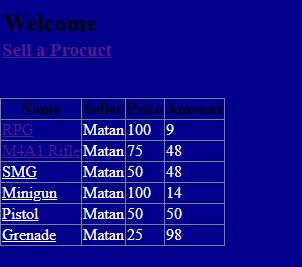 Welcome
Sell a Procuct
Name Seller Price Amount
RPG Matan 100 9
M4A1 Rifle Matan 75 48
SMG Matan 50 48
Minigun Matan 100 14
Pistol Matan 50 50
Grenade Matan 25 98